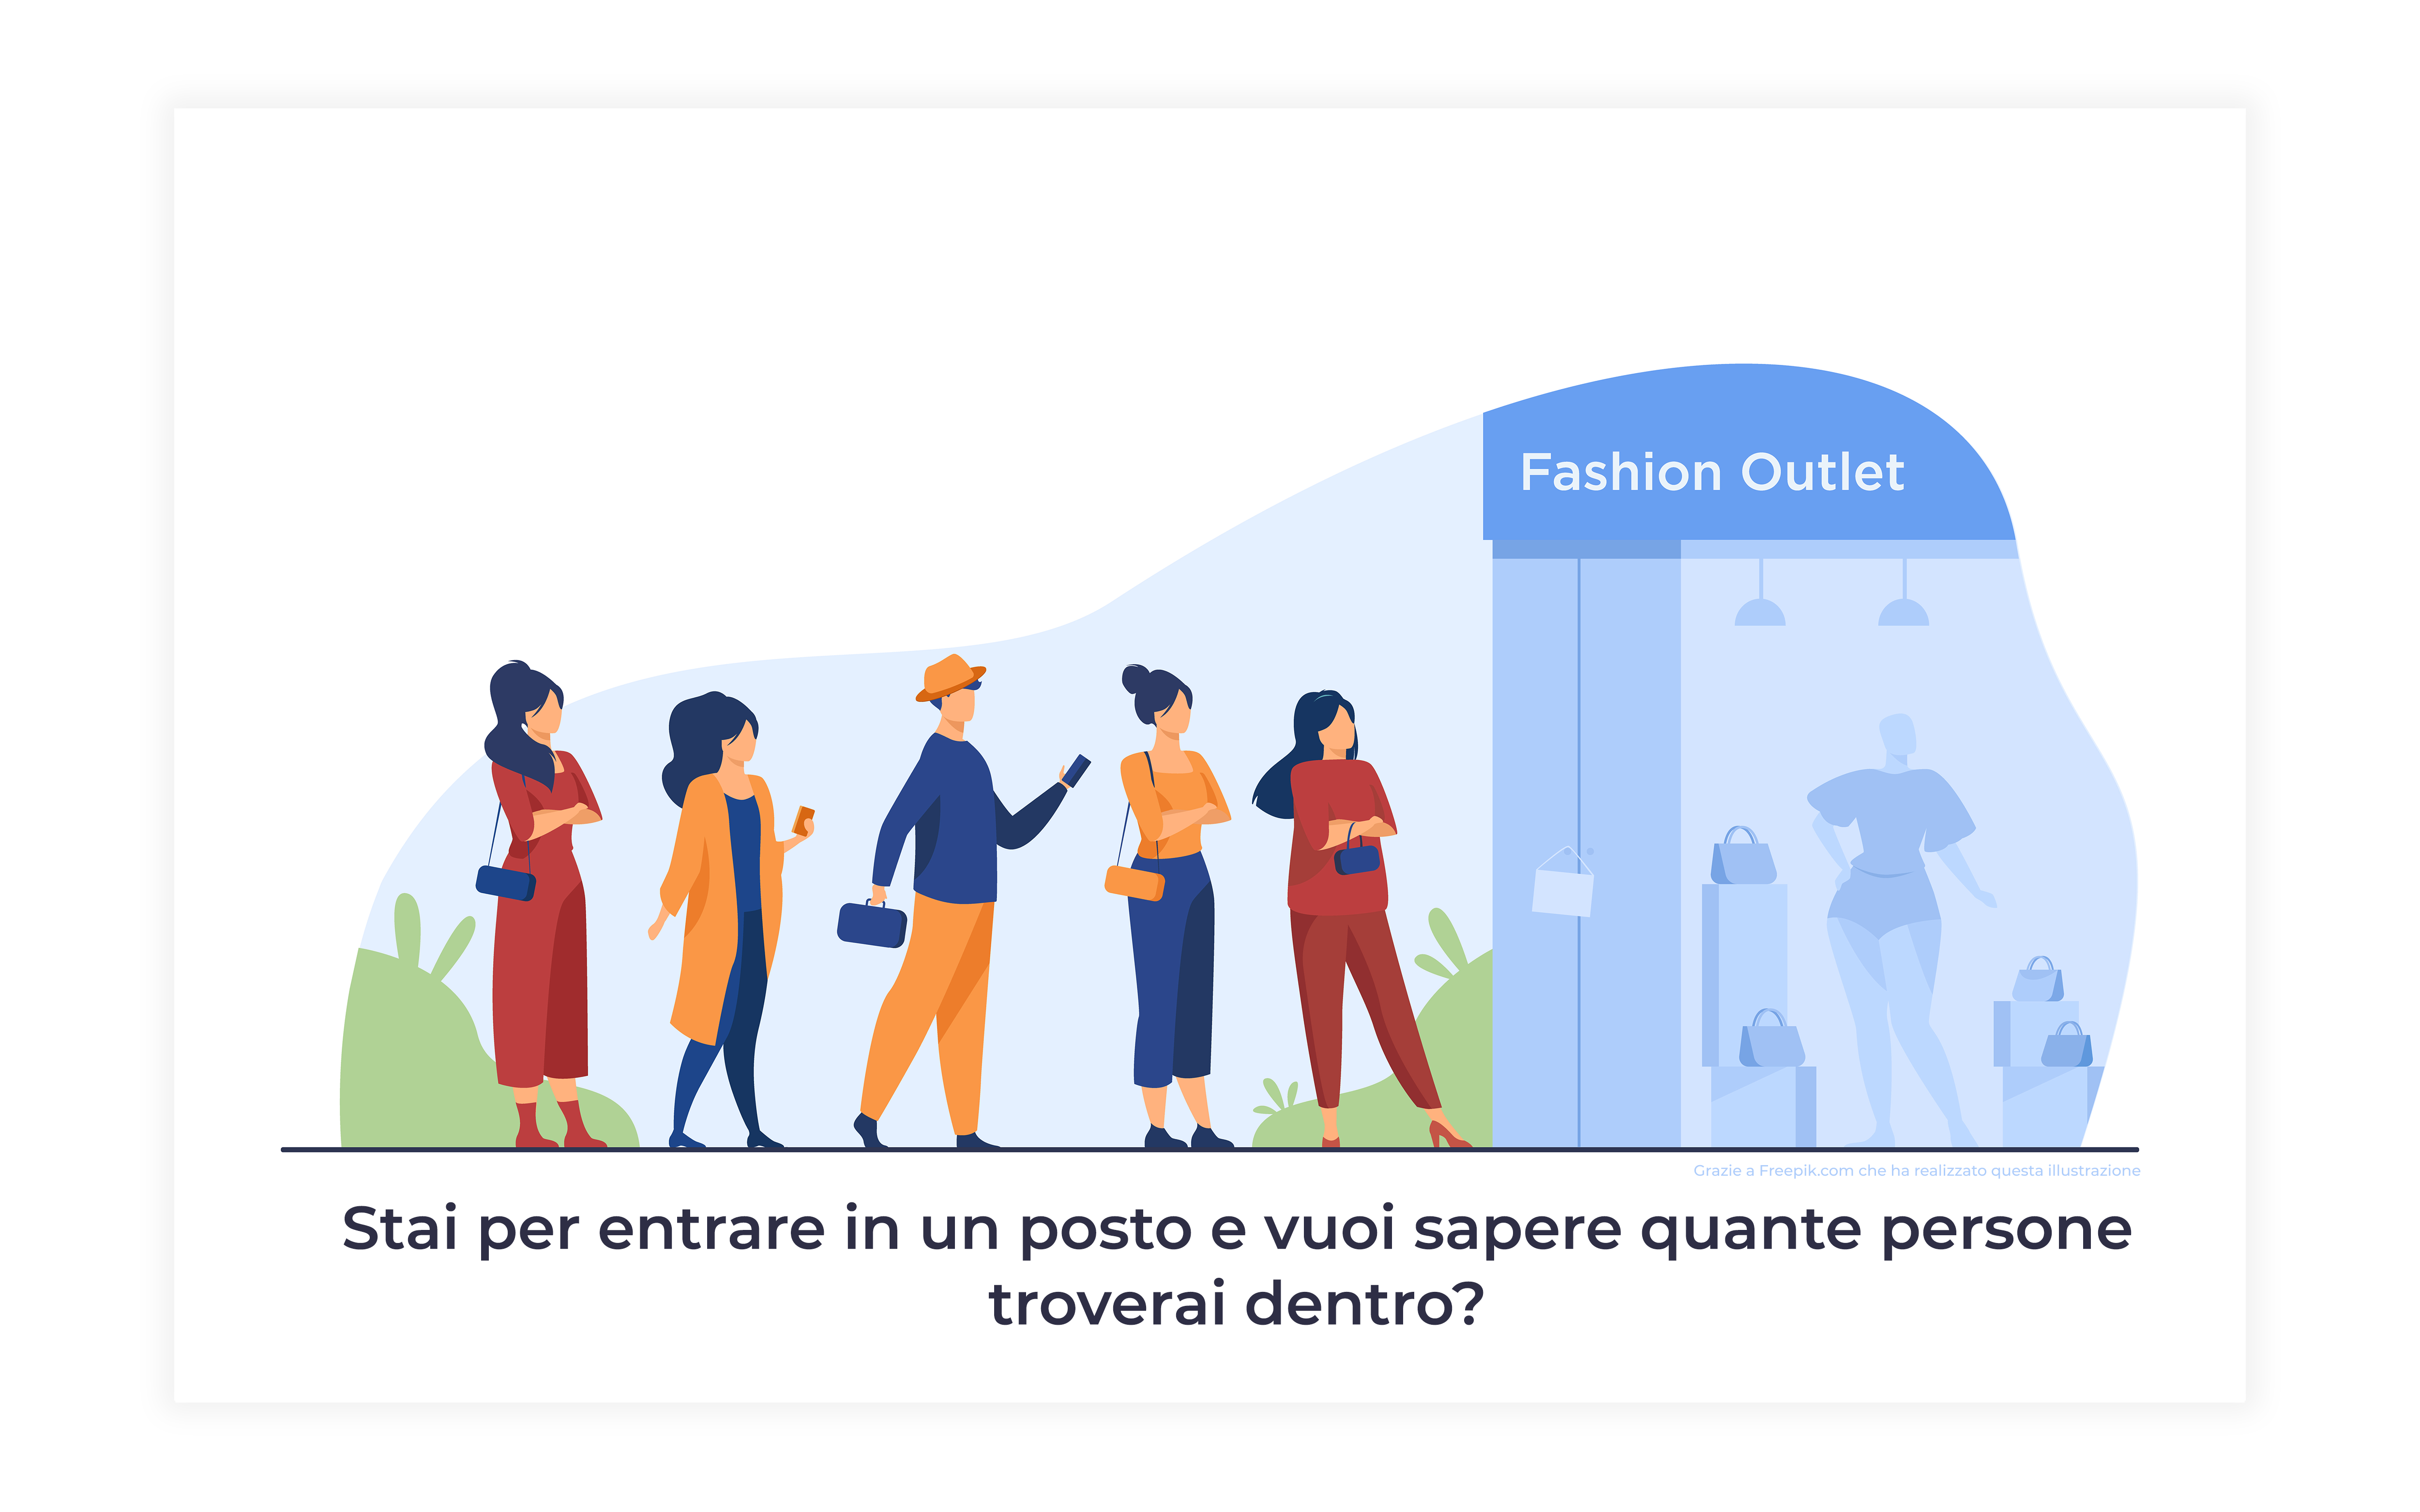 Fashion Outlet
Grazie a Freepik.com che ha realizzato questa illustrazione
Stai per entrare in un posto e vuoi sapere quante persone
troverai dentro?